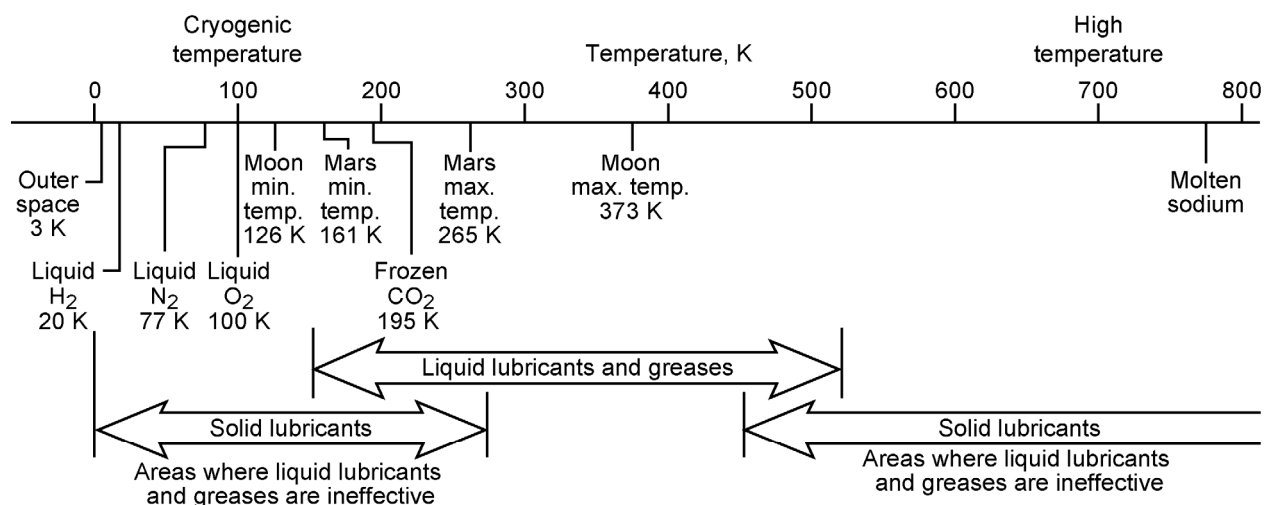 Cryogenic
temperature
Temperature, K
High
temperature
0 100 200 300 400 500 600 700 800
Outer
space
3 K
Liquid
H2
20 K
Liquid
N2
77 K
Liquid
O2
100 K
Moon
min.
temp.
126 K
Mars
min.
temp.
161 K
Frozen
CO2
195 K
Mars
max.
temp.
265 K
Moon
max. temp.
373 K
Molten
sodium
Liquid lubricants and greases
Solid lubricants
Areas where liquid lubricants
and greases are ineffective
Solid lubricants
Areas where liquid lubricants
and greases are ineffective